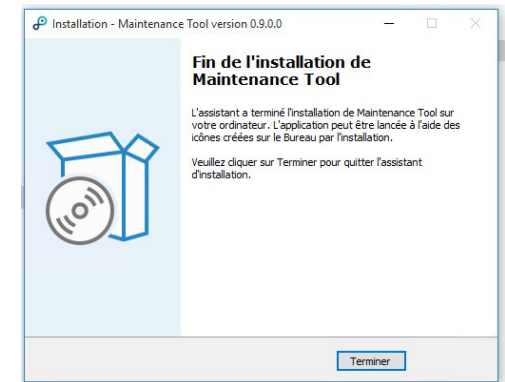 Installation - Maintenance Tool version 0.9.0.0
Fin de l'installation de
Maintenance Tool
L'assistant a terminé l'installation de Maintenance Tool sur
votre ordinateur. L'application peut être lancée à l'aide des
icônes créées sur le Bureau par l'installation.
Veuillez cliquer sur Terminer pour quitter l'assistant
d'installation.
Terminer